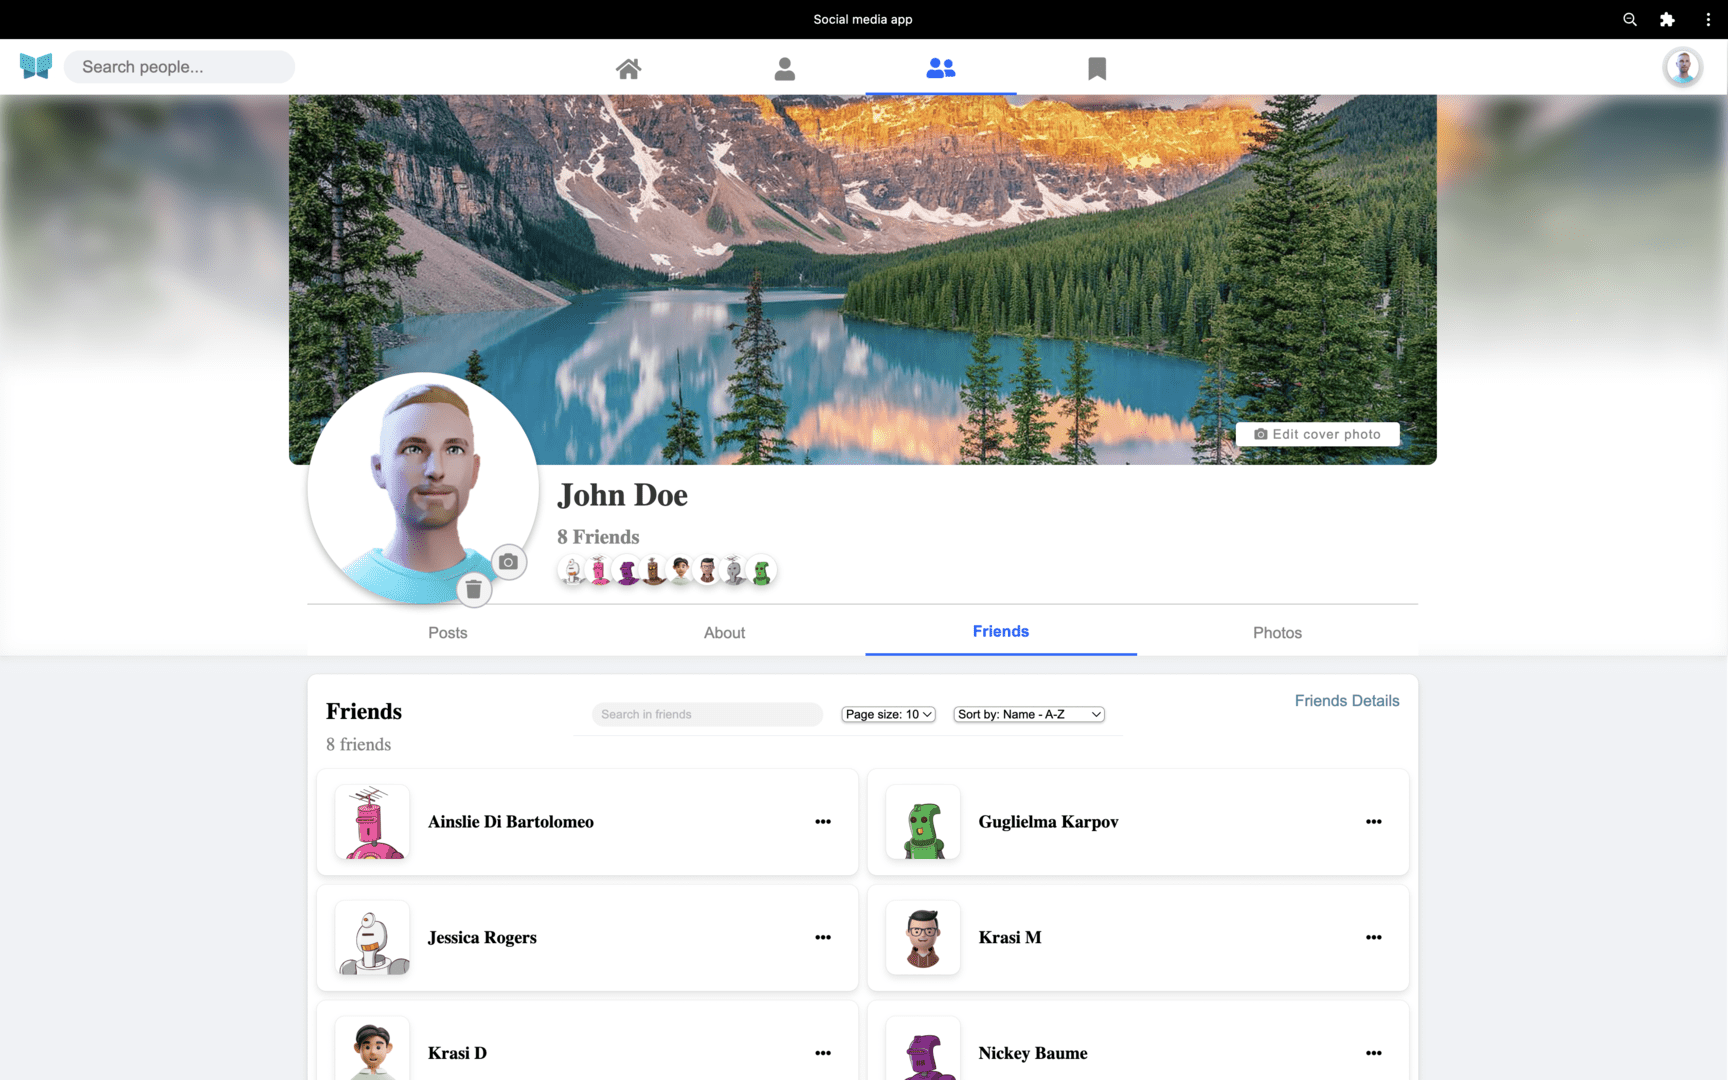 Social media app
Search people...
Edit cover photo
John Doe
8 Friends
Posts
About
Friends
Photos
Friends
Search in friends
Page size: 10
Sort by: Name - A-Z
Friends Details
8 friends
Ainslie Di Bartolomeo
Guglielma Karpov
Jessica Rogers
Krasi M
Krasi D
Nickey Baume